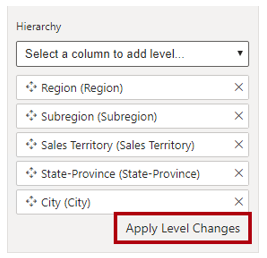 Hierarchy
Select a column to add level...
Region (Region)
Subregion (Subregion)
Sales Territory (Sales Territory)
State-Province (State-Province)
City (City)
Apply Level Changes